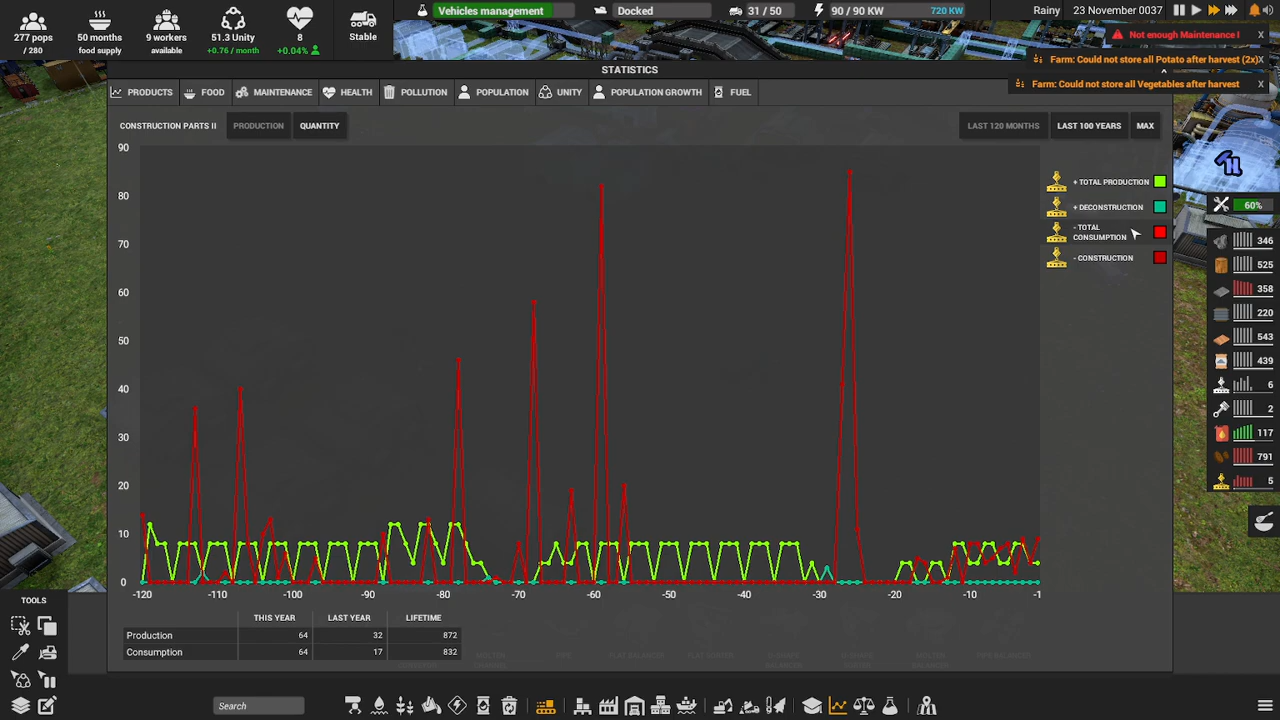 277 pops
/ 280
50 months
food supply
9 workers
available
51.3 Unity
+0.76 / month
8
+0.04%
Stable
Vehicles management
Docked
31 / 50
90 / 90 KW
720 KW
Rainy
23 November 0037
Not enough Maintenance I X
Farm: Could not store all Potato after harvest (2x) X
Farm: Could not store all Vegetables after harvest X
STATISTICS
PRODUCTS
FOOD
MAINTENANCE
HEALTH
POLLUTION
POPULATION
UNITY
POPULATION GROWTH
FUEL
CONSTRUCTION PARTS II
PRODUCTION
QUANTITY
LAST 120 MONTHS
LAST 100 YEARS
MAX
90
80
70
60
50
40
30
20
10
0
-120 -110 -100 -90 -80 -70 -60 -50 -40 -30 -20 -10 -1
+ TOTAL PRODUCTION
+ DECONSTRUCTION
- TOTAL
CONSUMPTION
- CONSTRUCTION
THIS YEAR LAST YEAR LIFETIME
Production 64 32 872
Consumption 64 17 832
60%
346
525
358
220
543
439
6
2
117
791
5
TOOLS
Search